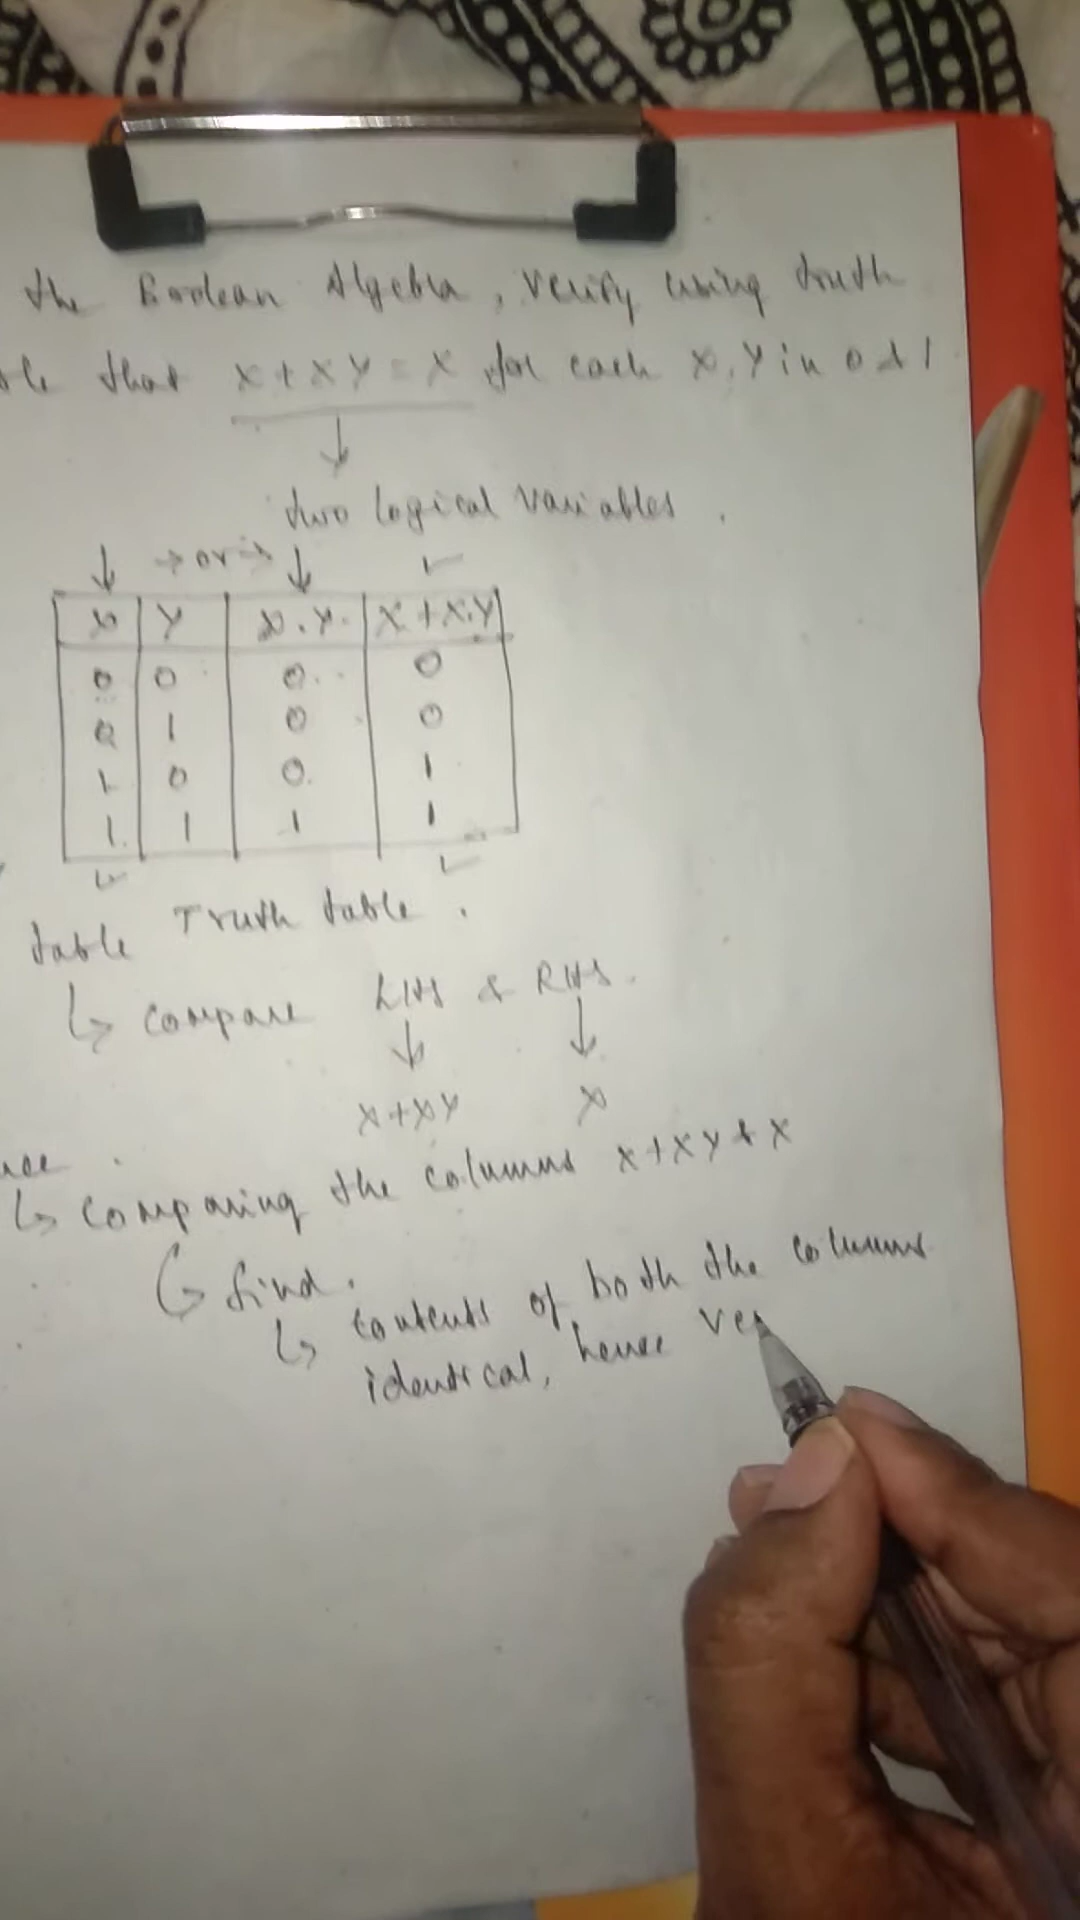 the Boolean Algebra, verify using truth
that x + x y = x for each x, y in 0 & 1
two logical variables.
→ or →
x y x.y. x + x.y
0 0 0 0
0 1 0 0
1 0 0 1
1 1 1 1
table Truth table.
compare LHS & RHS.
x+xy x
comparing the columns x+xy & x
find.
contents of both the columns
identical, hence ve